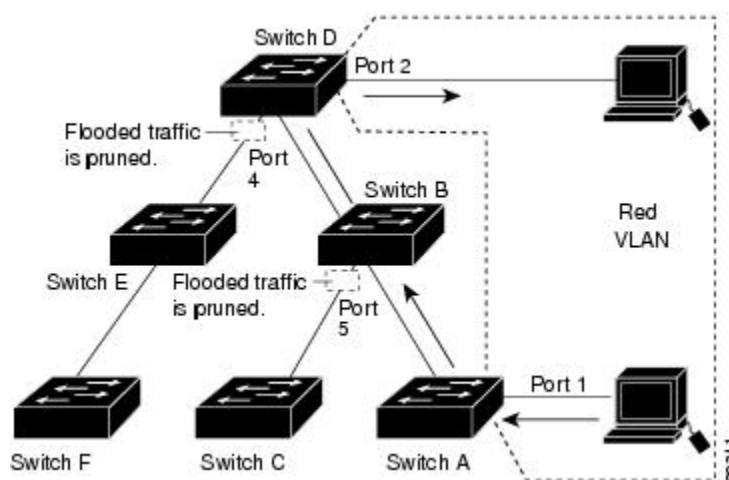 Switch D
Port 2
Flooded traffic
is pruned.
Port
4
Switch B
Red
VLAN
Switch E
Flooded traffic
is pruned.
Port
5
Port 1
Switch F
Switch C
Switch A